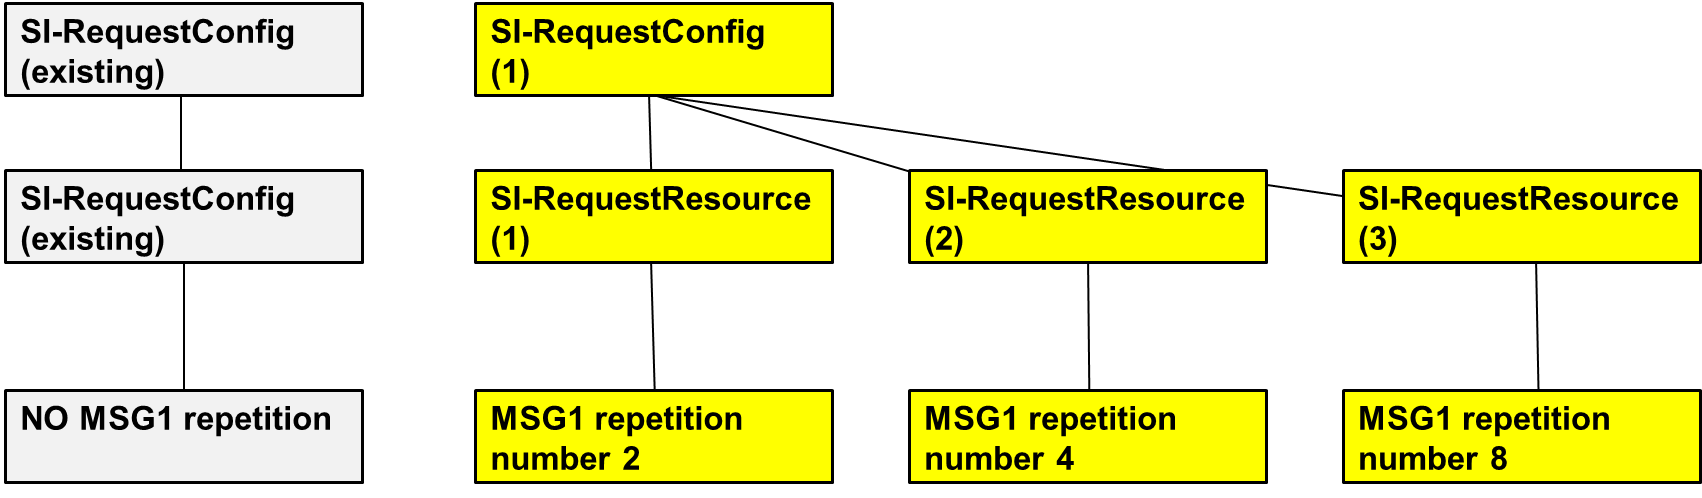 SI-RequestConfig
(existing)
SI-RequestConfig
(1)
SI-RequestConfig
(existing)
SI-RequestResource
(1)
SI-RequestResource
(2)
SI-RequestResource
(3)
NO MSG1 repetition
MSG1 repetition
number 2
MSG1 repetition
number 4
MSG1 repetition
number 8